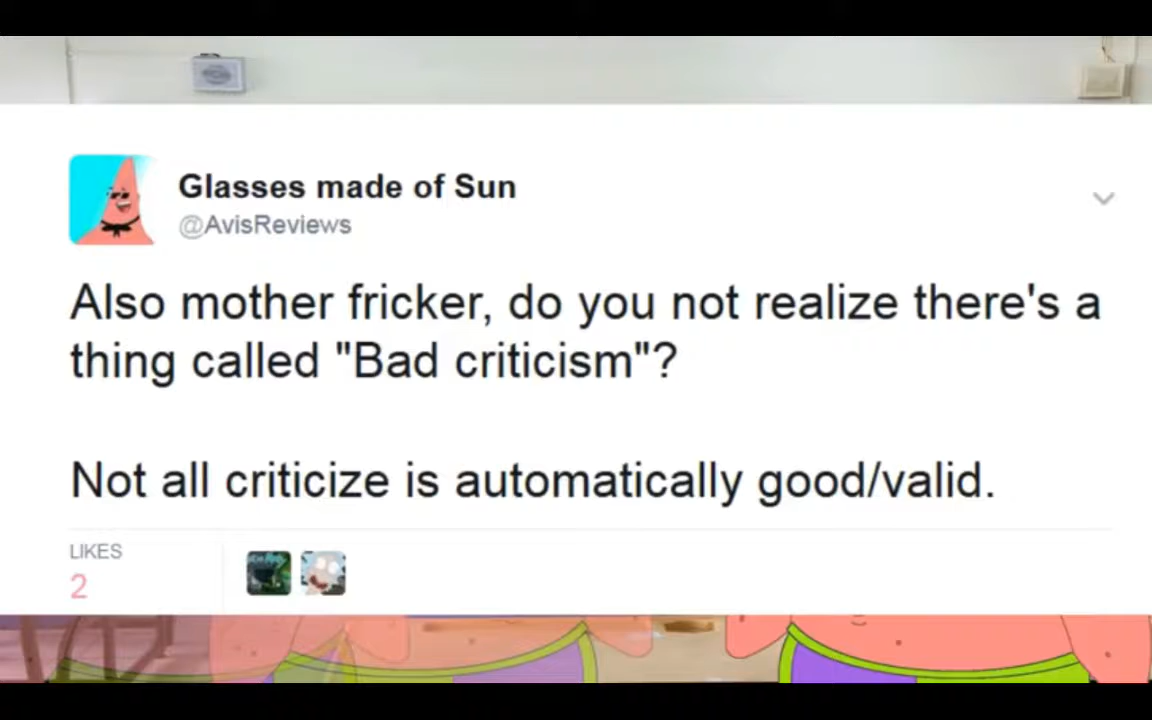 Glasses made of Sun
@AvisReviews
Also mother fricker, do you not realize there's a
thing called "Bad criticism"?
Not all criticize is automatically good/valid.
LIKES
2